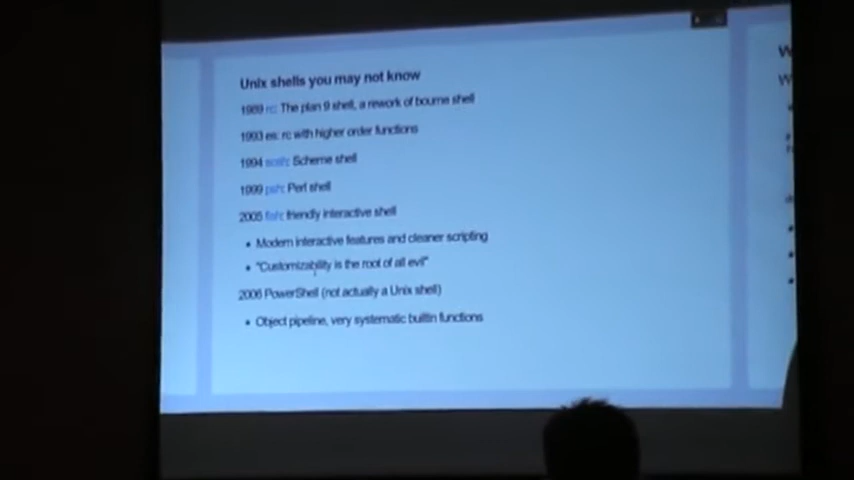 Unix shells you may not know
1989 rc: The plan 9 shell, a rework of bourne shell
1993 es: rc with higher order functions
1994 scsh: Scheme shell
1999 psh: Perl shell
2005 fish: friendly interactive shell
• Modern interactive features and cleaner scripting
• "Customizability is the root of all evil"
2006 PowerShell (not actually a Unix shell)
• Object pipeline, very systematic builtin functions